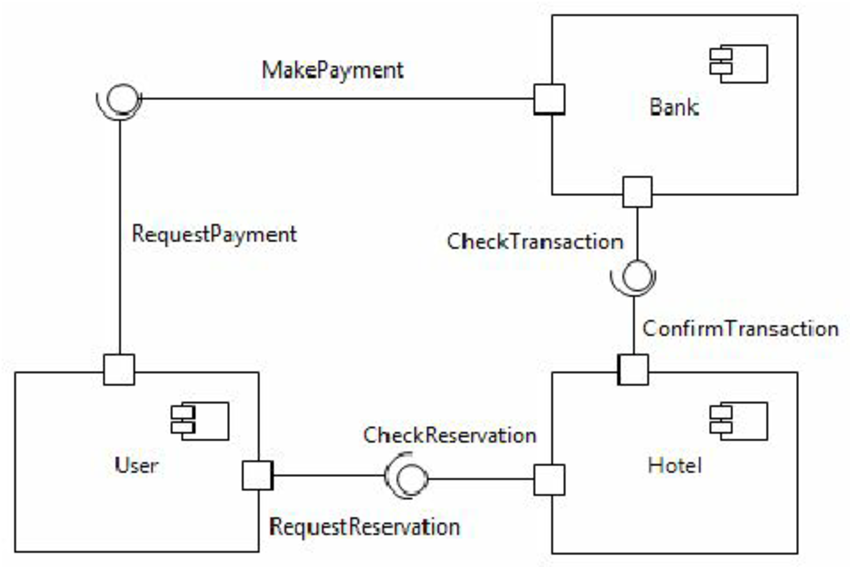 MakePayment
Bank
RequestPayment
CheckTransaction
ConfirmTransaction
CheckReservation
User
Hotel
RequestReservation